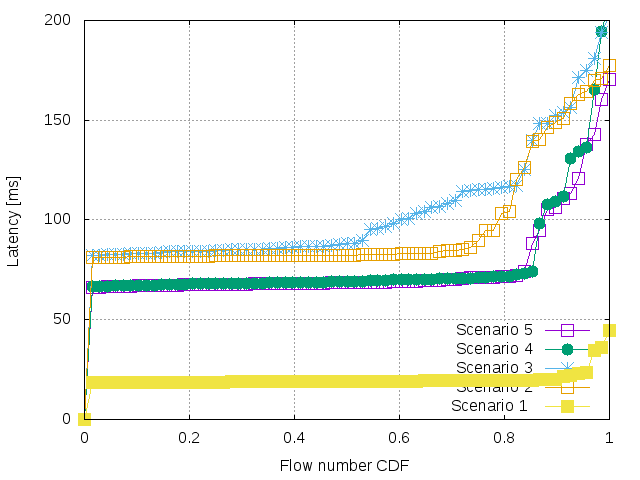 200
150
100
50
0
Latency [ms]
Scenario 5
Scenario 4
Scenario 3
Scenario 2
Scenario 1
0 0.2 0.4 0.6 0.8 1
Flow number CDF